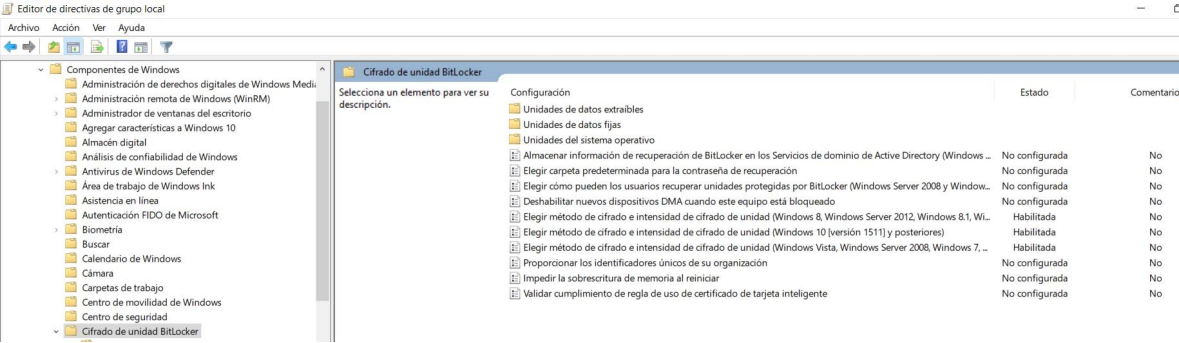 Editor de directivas de grupo local
Archivo Acción Ver Ayuda
Componentes de Windows
Administración de derechos digitales de Windows Media
Administración remota de Windows (WinRM)
Administrador de ventanas del escritorio
Agregar características a Windows 10
Almacén digital
Análisis de confiabilidad de Windows
Antivirus de Windows Defender
Área de trabajo de Windows Ink
Asistencia en línea
Autenticación FIDO de Microsoft
Biometría
Buscar
Calendario de Windows
Cámara
Carpetas de trabajo
Centro de movilidad de Windows
Centro de seguridad
Cifrado de unidad BitLocker
Cifrado de unidad BitLocker
Selecciona un elemento para ver su
descripción.
Configuración Estado Comentario
Unidades de datos extraíbles
Unidades de datos fijas
Unidades del sistema operativo
Almacenar información de recuperación de BitLocker en los Servicios de dominio de Active Directory (Windows ... No configurada No
Elegir carpeta predeterminada para la contraseña de recuperación No configurada No
Elegir cómo pueden los usuarios recuperar unidades protegidas por BitLocker (Windows Server 2008 y Window... No configurada No
Deshabilitar nuevos dispositivos DMA cuando este equipo está bloqueado No configurada No
Elegir método de cifrado e intensidad de cifrado de unidad (Windows 8, Windows Server 2012, Windows 8.1, Wi... Habilitada No
Elegir método de cifrado e intensidad de cifrado de unidad (Windows 10 [versión 1511] y posteriores) Habilitada No
Elegir método de cifrado e intensidad de cifrado de unidad (Windows Vista, Windows Server 2008, Windows 7, ... Habilitada No
Proporcionar los identificadores únicos de su organización No configurada No
Impedir la sobrescritura de memoria al reiniciar No configurada No
Validar cumplimiento de regla de uso de certificado de tarjeta inteligente No configurada No